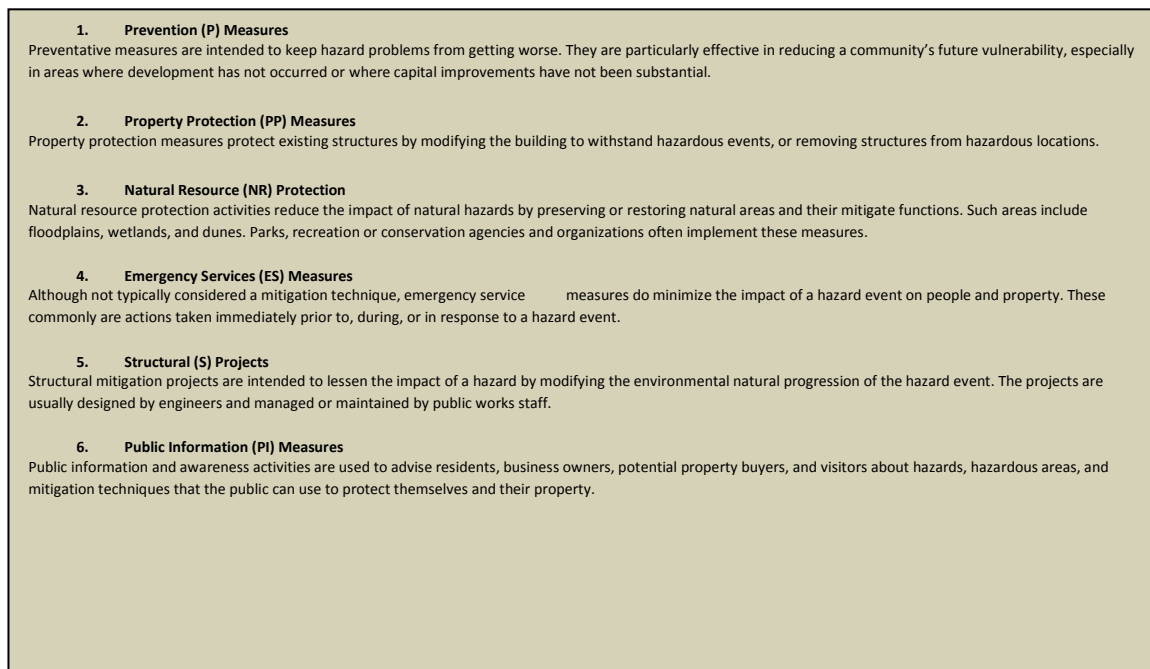 1. Prevention (P) Measures
Preventative measures are intended to keep hazard problems from getting worse. They are particularly effective in reducing a community’s future vulnerability, especially
in areas where development has not occurred or where capital improvements have not been substantial.
2. Property Protection (PP) Measures
Property protection measures protect existing structures by modifying the building to withstand hazardous events, or removing structures from hazardous locations.
3. Natural Resource (NR) Protection
Natural resource protection activities reduce the impact of natural hazards by preserving or restoring natural areas and their mitigate functions. Such areas include
floodplains, wetlands, and dunes. Parks, recreation or conservation agencies and organizations often implement these measures.
4. Emergency Services (ES) Measures
Although not typically considered a mitigation technique, emergency service measures do minimize the impact of a hazard event on people and property. These
commonly are actions taken immediately prior to, during, or in response to a hazard event.
5. Structural (S) Projects
Structural mitigation projects are intended to lessen the impact of a hazard by modifying the environmental natural progression of the hazard event. The projects are
usually designed by engineers and managed or maintained by public works staff.
6. Public Information (PI) Measures
Public information and awareness activities are used to advise residents, business owners, potential property buyers, and visitors about hazards, hazardous areas, and
mitigation techniques that the public can use to protect themselves and their property.